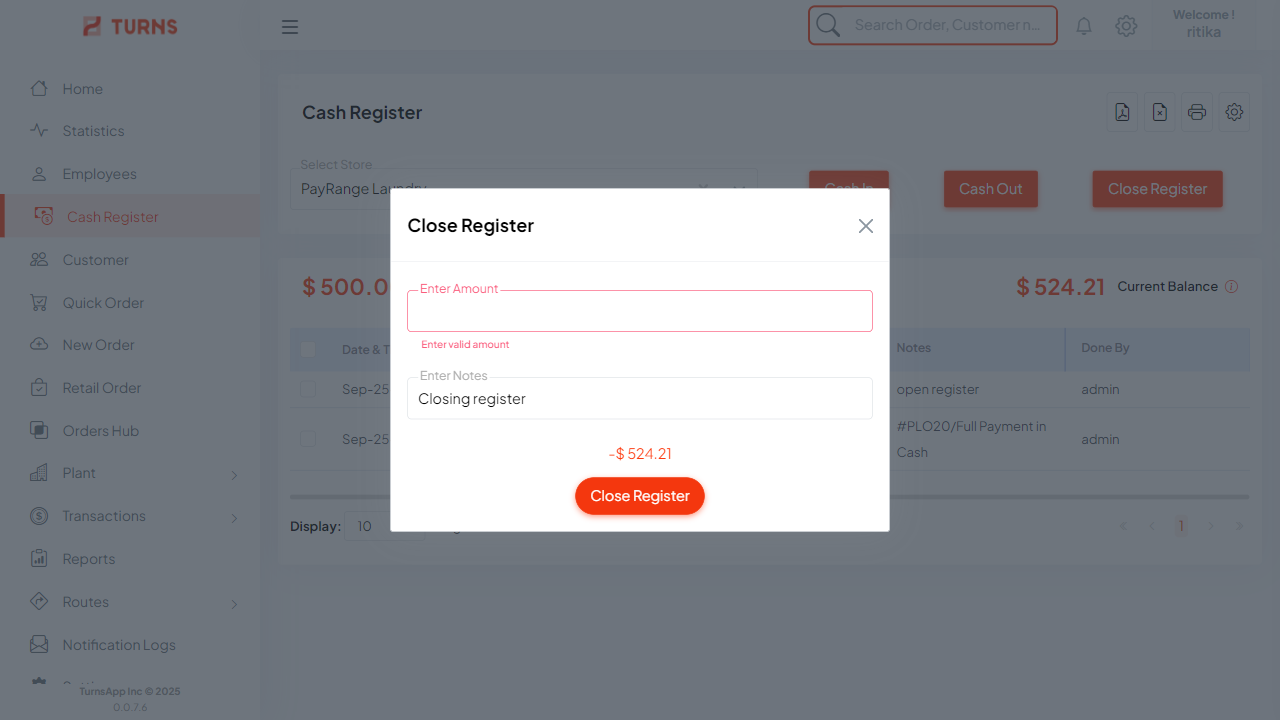 TURNS
Search Order, Customer n...
Welcome !
ritika
Home
Statistics
Employees
Cash Register
Customer
Quick Order
New Order
Retail Order
Orders Hub
Plant
Transactions
Reports
Routes
Notification Logs
TurnsApp Inc © 2025
0.0.7.6
Cash Register
Select Store
PayRange Laundry
Cash In
Cash Out
Close Register
$ 500.0
$ 524.21 Current Balance
Date & T
Notes
Done By
Sep-25
open register
admin
Sep-25
#PLO20/Full Payment in
Cash
admin
Display: 10
1
Close Register
Enter Amount
Enter valid amount
Enter Notes
Closing register
-$ 524.21
Close Register